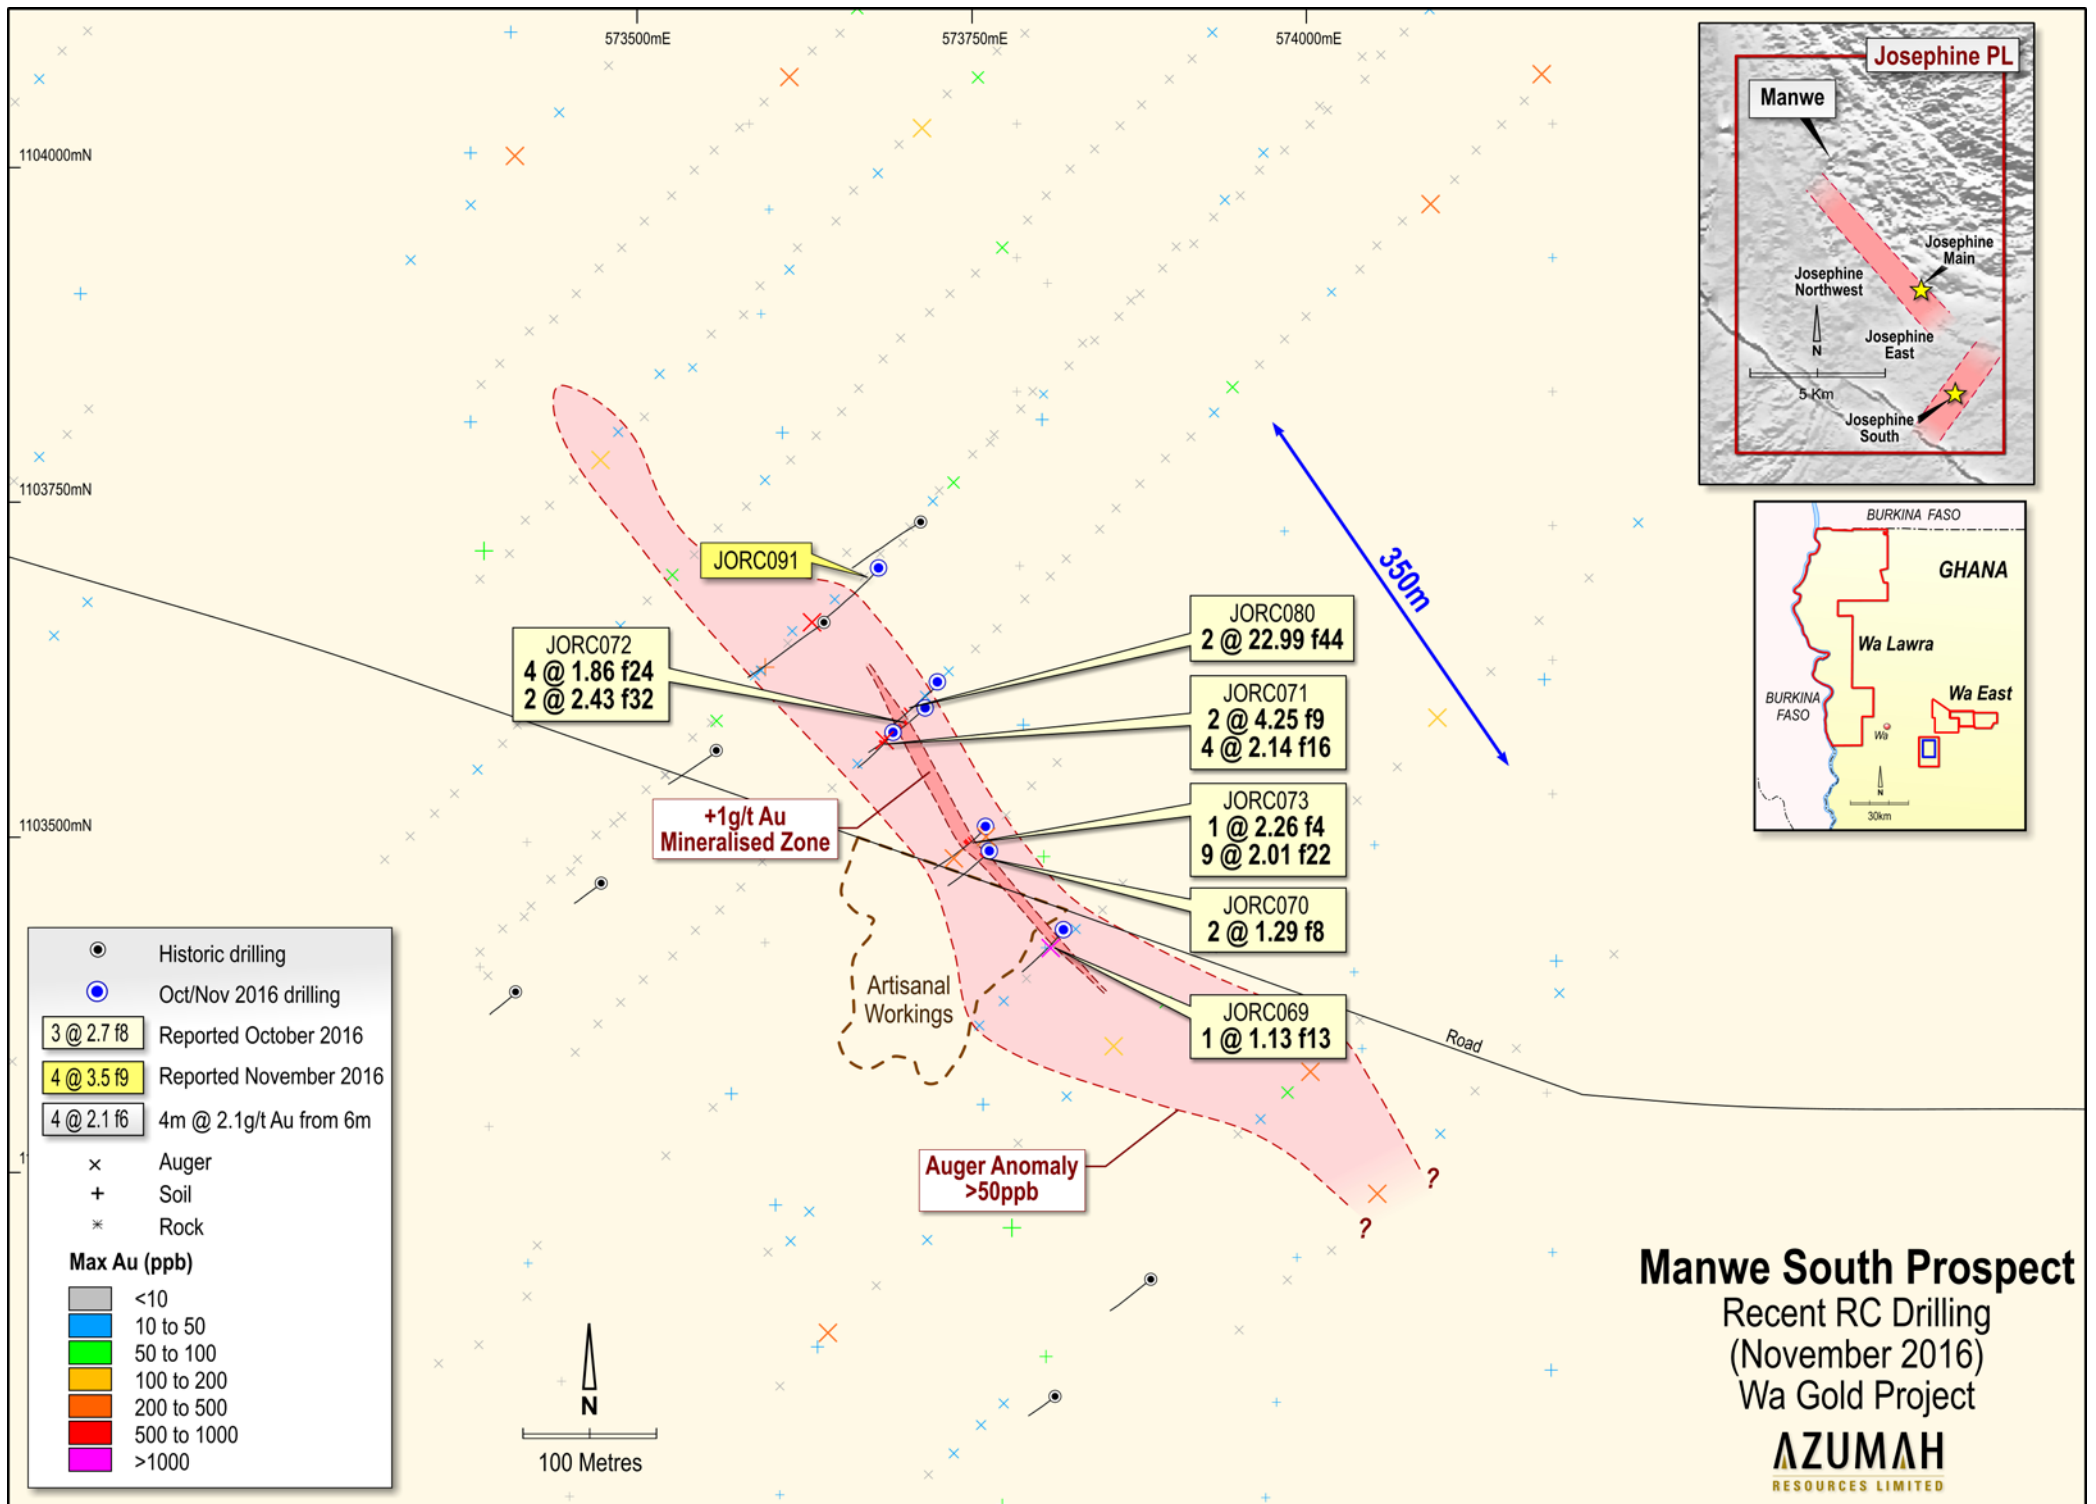 573500mE
573750mE
574000mE
1104000mN
1103750mN
1103500mN
Josephine PL
Manwe
Josephine
Main
Josephine
Northwest
N
Josephine
East
5 Km
Josephine
South
BURKINA FASO
GHANA
Wa Lawra
BURKINA
FASO
Wa East
Wa
N
30km
350m
JORC091
JORC072
4 @ 1.86 f24
2 @ 2.43 f32
JORC080
2 @ 22.99 f44
JORC071
2 @ 4.25 f9
4 @ 2.14 f16
JORC073
1 @ 2.26 f4
9 @ 2.01 f22
JORC070
2 @ 1.29 f8
JORC069
1 @ 1.13 f13
+1g/t Au
Mineralised Zone
Artisanal
Workings
Road
Auger Anomaly
>50ppb
?
?
Historic drilling
Oct/Nov 2016 drilling
3 @ 2.7 f8 Reported October 2016
4 @ 3.5 f9 Reported November 2016
4 @ 2.1 f6 4m @ 2.1g/t Au from 6m
Auger
Soil
Rock
Max Au (ppb)
<10
10 to 50
50 to 100
100 to 200
200 to 500
500 to 1000
>1000
N
100 Metres
Manwe South Prospect
Recent RC Drilling
(November 2016)
Wa Gold Project
AZUMAH
RESOURCES LIMITED